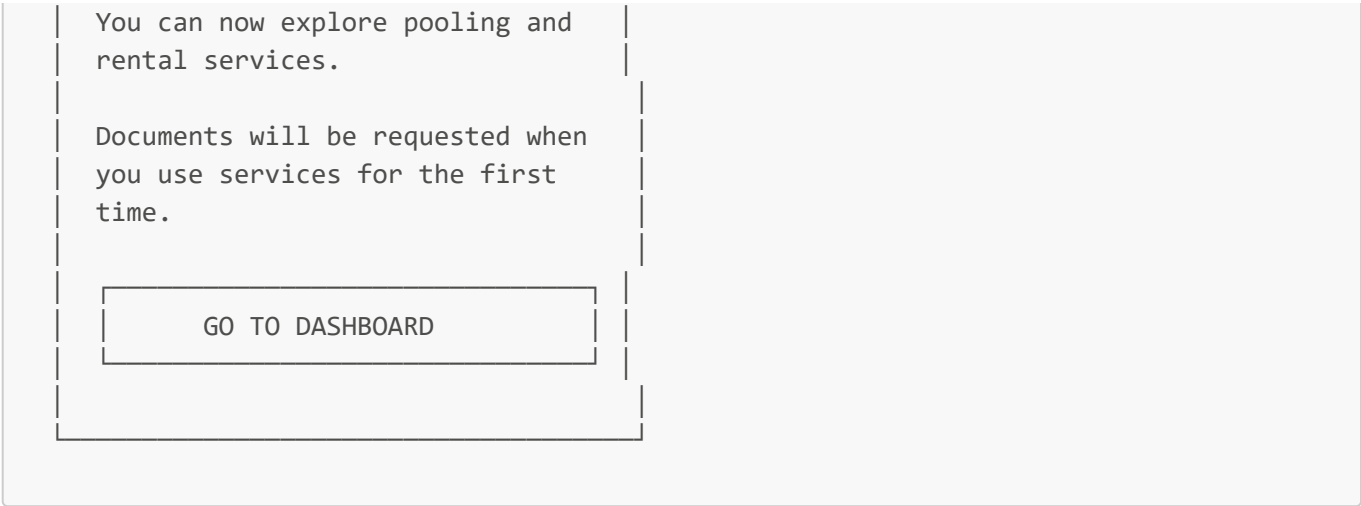 You can now explore pooling and
rental services.
Documents will be requested when
you use services for the first
time.
GO TO DASHBOARD